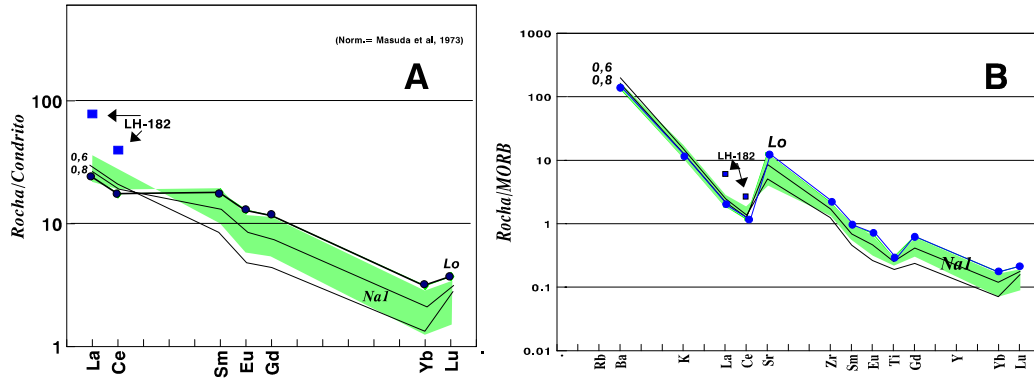 (Norm.= Masuda et al, 1973)
A
Rocha/Condrito
100
10
1
LH-182
0,6
0,8
Lo
Na1
La
Ce
Sm
Eu
Gd
Yb
Lu
B
Rocha/MORB
1000
100
10
1
0.1
0.01
0,6
0,8
LH-182
Lo
Na1
Rb
Ba
K
La
Ce
Sr
Zr
Sm
Eu
Ti
Gd
Y
Yb
Lu